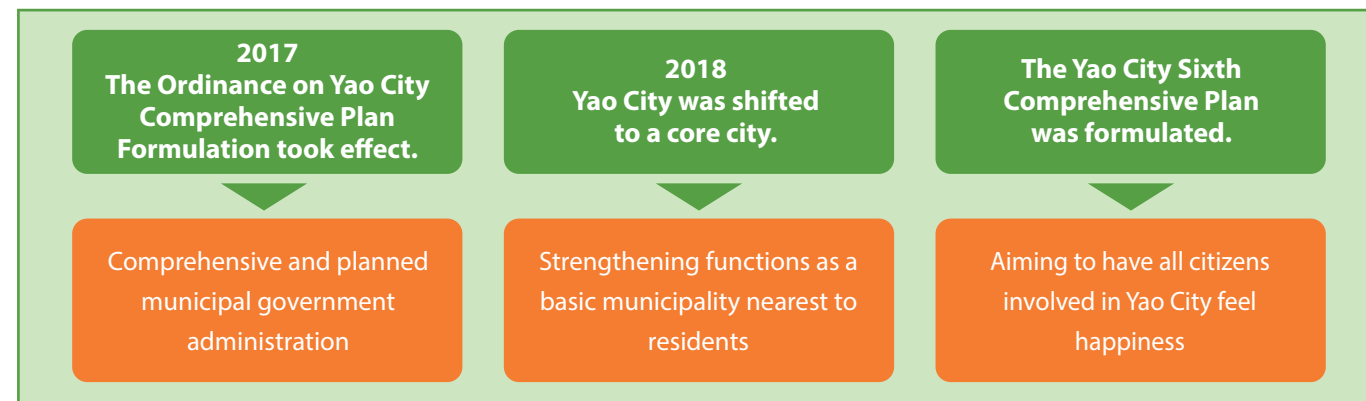 2017
The Ordinance on Yao City
Comprehensive Plan
Formulation took effect.
Comprehensive and planned
municipal government
administration
2018
Yao City was shifted
to a core city.
Strengthening functions as a
basic municipality nearest to
residents
The Yao City Sixth
Comprehensive Plan
was formulated.
Aiming to have all citizens
involved in Yao City feel
happiness